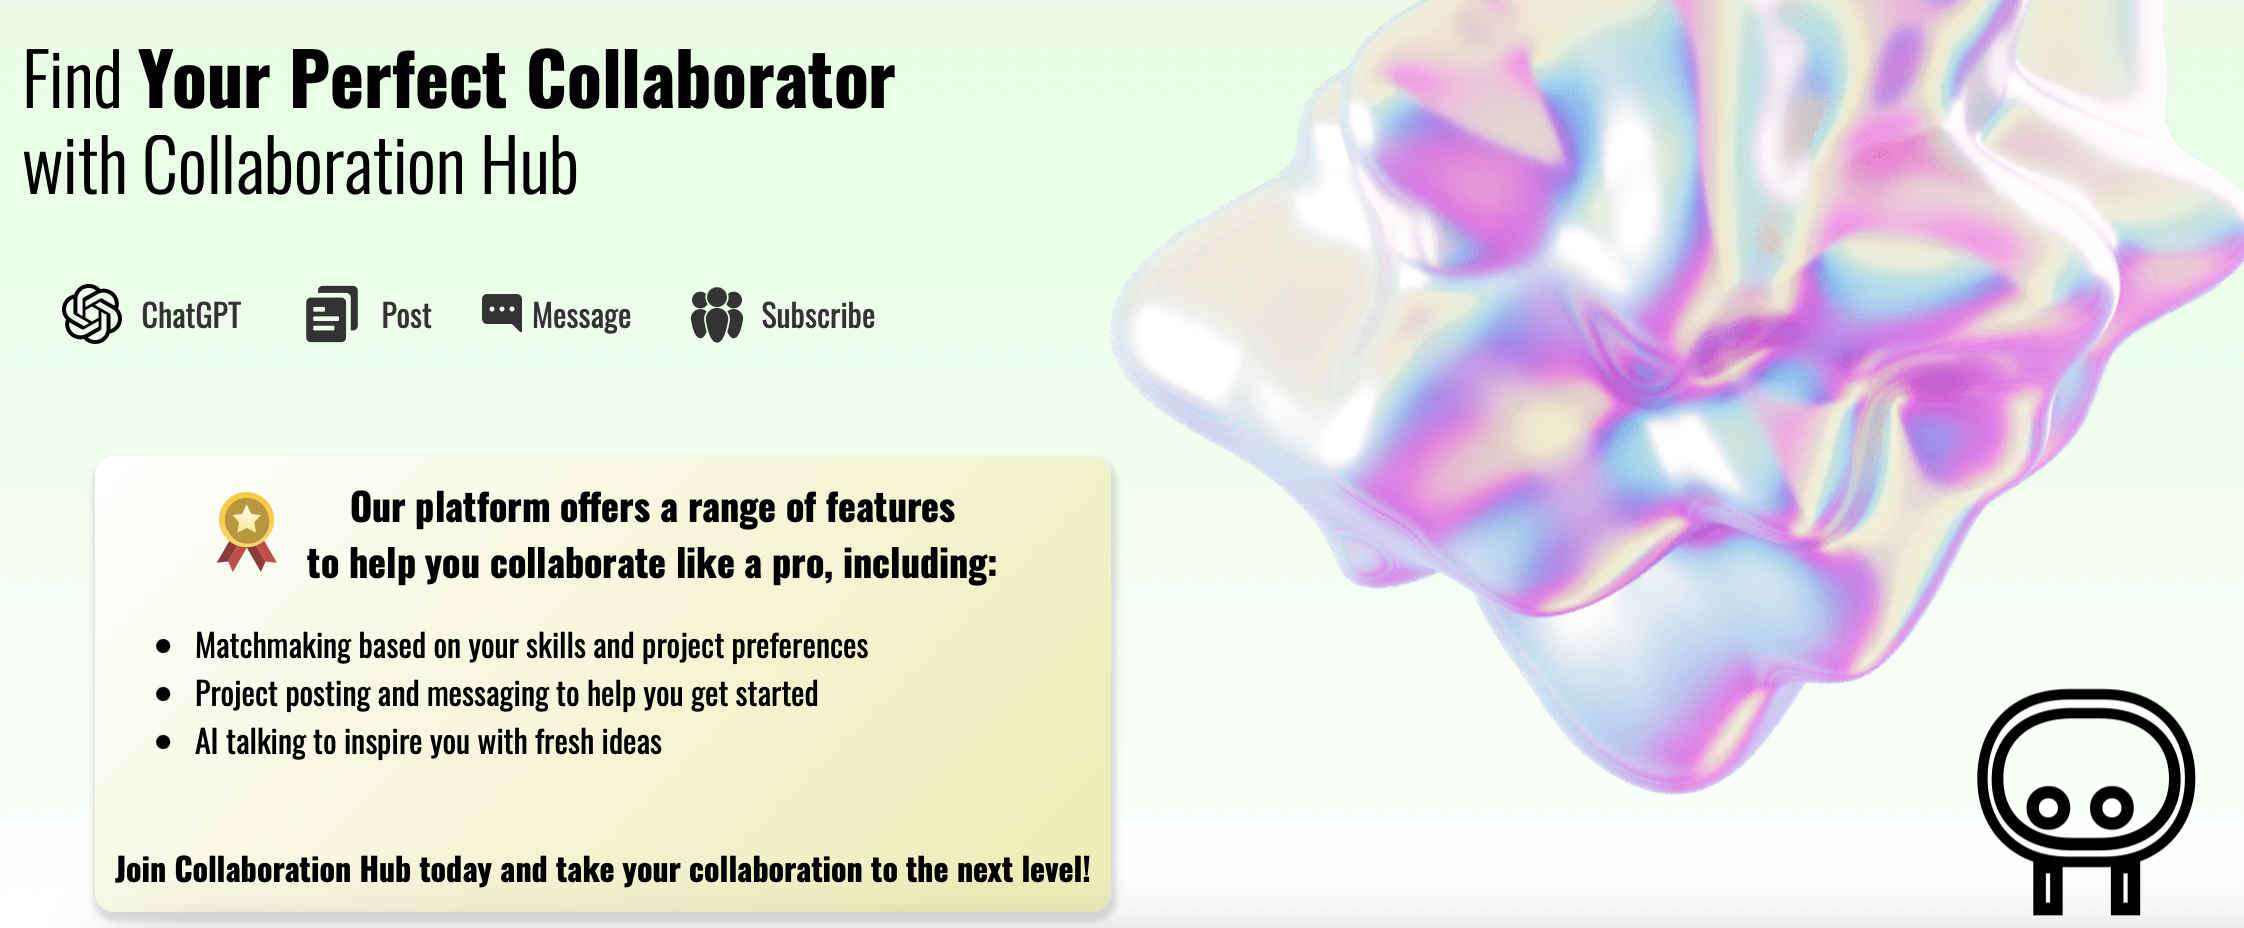 Find Your Perfect Collaborator
with Collaboration Hub
ChatGPT Post Message Subscribe
Our platform offers a range of features
to help you collaborate like a pro, including:
Matchmaking based on your skills and project preferences
Project posting and messaging to help you get started
AI talking to inspire you with fresh ideas
Join Collaboration Hub today and take your collaboration to the next level!